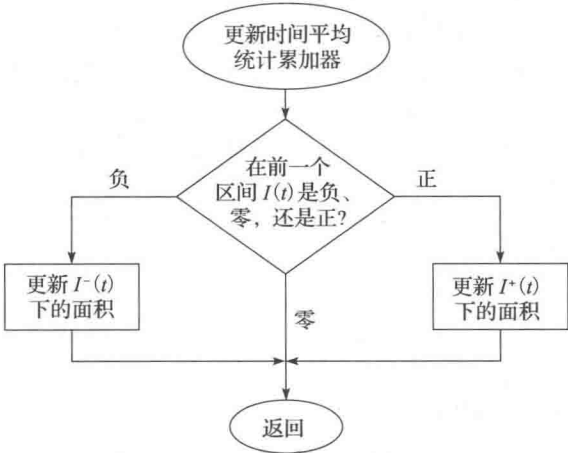 更新时间平均
统计累加器
在前一个
区间 I(t) 是负、
零，还是正?
负
正
更新 I⁻(t)
下的面积
更新 I⁺(t)
下的面积
零
返回